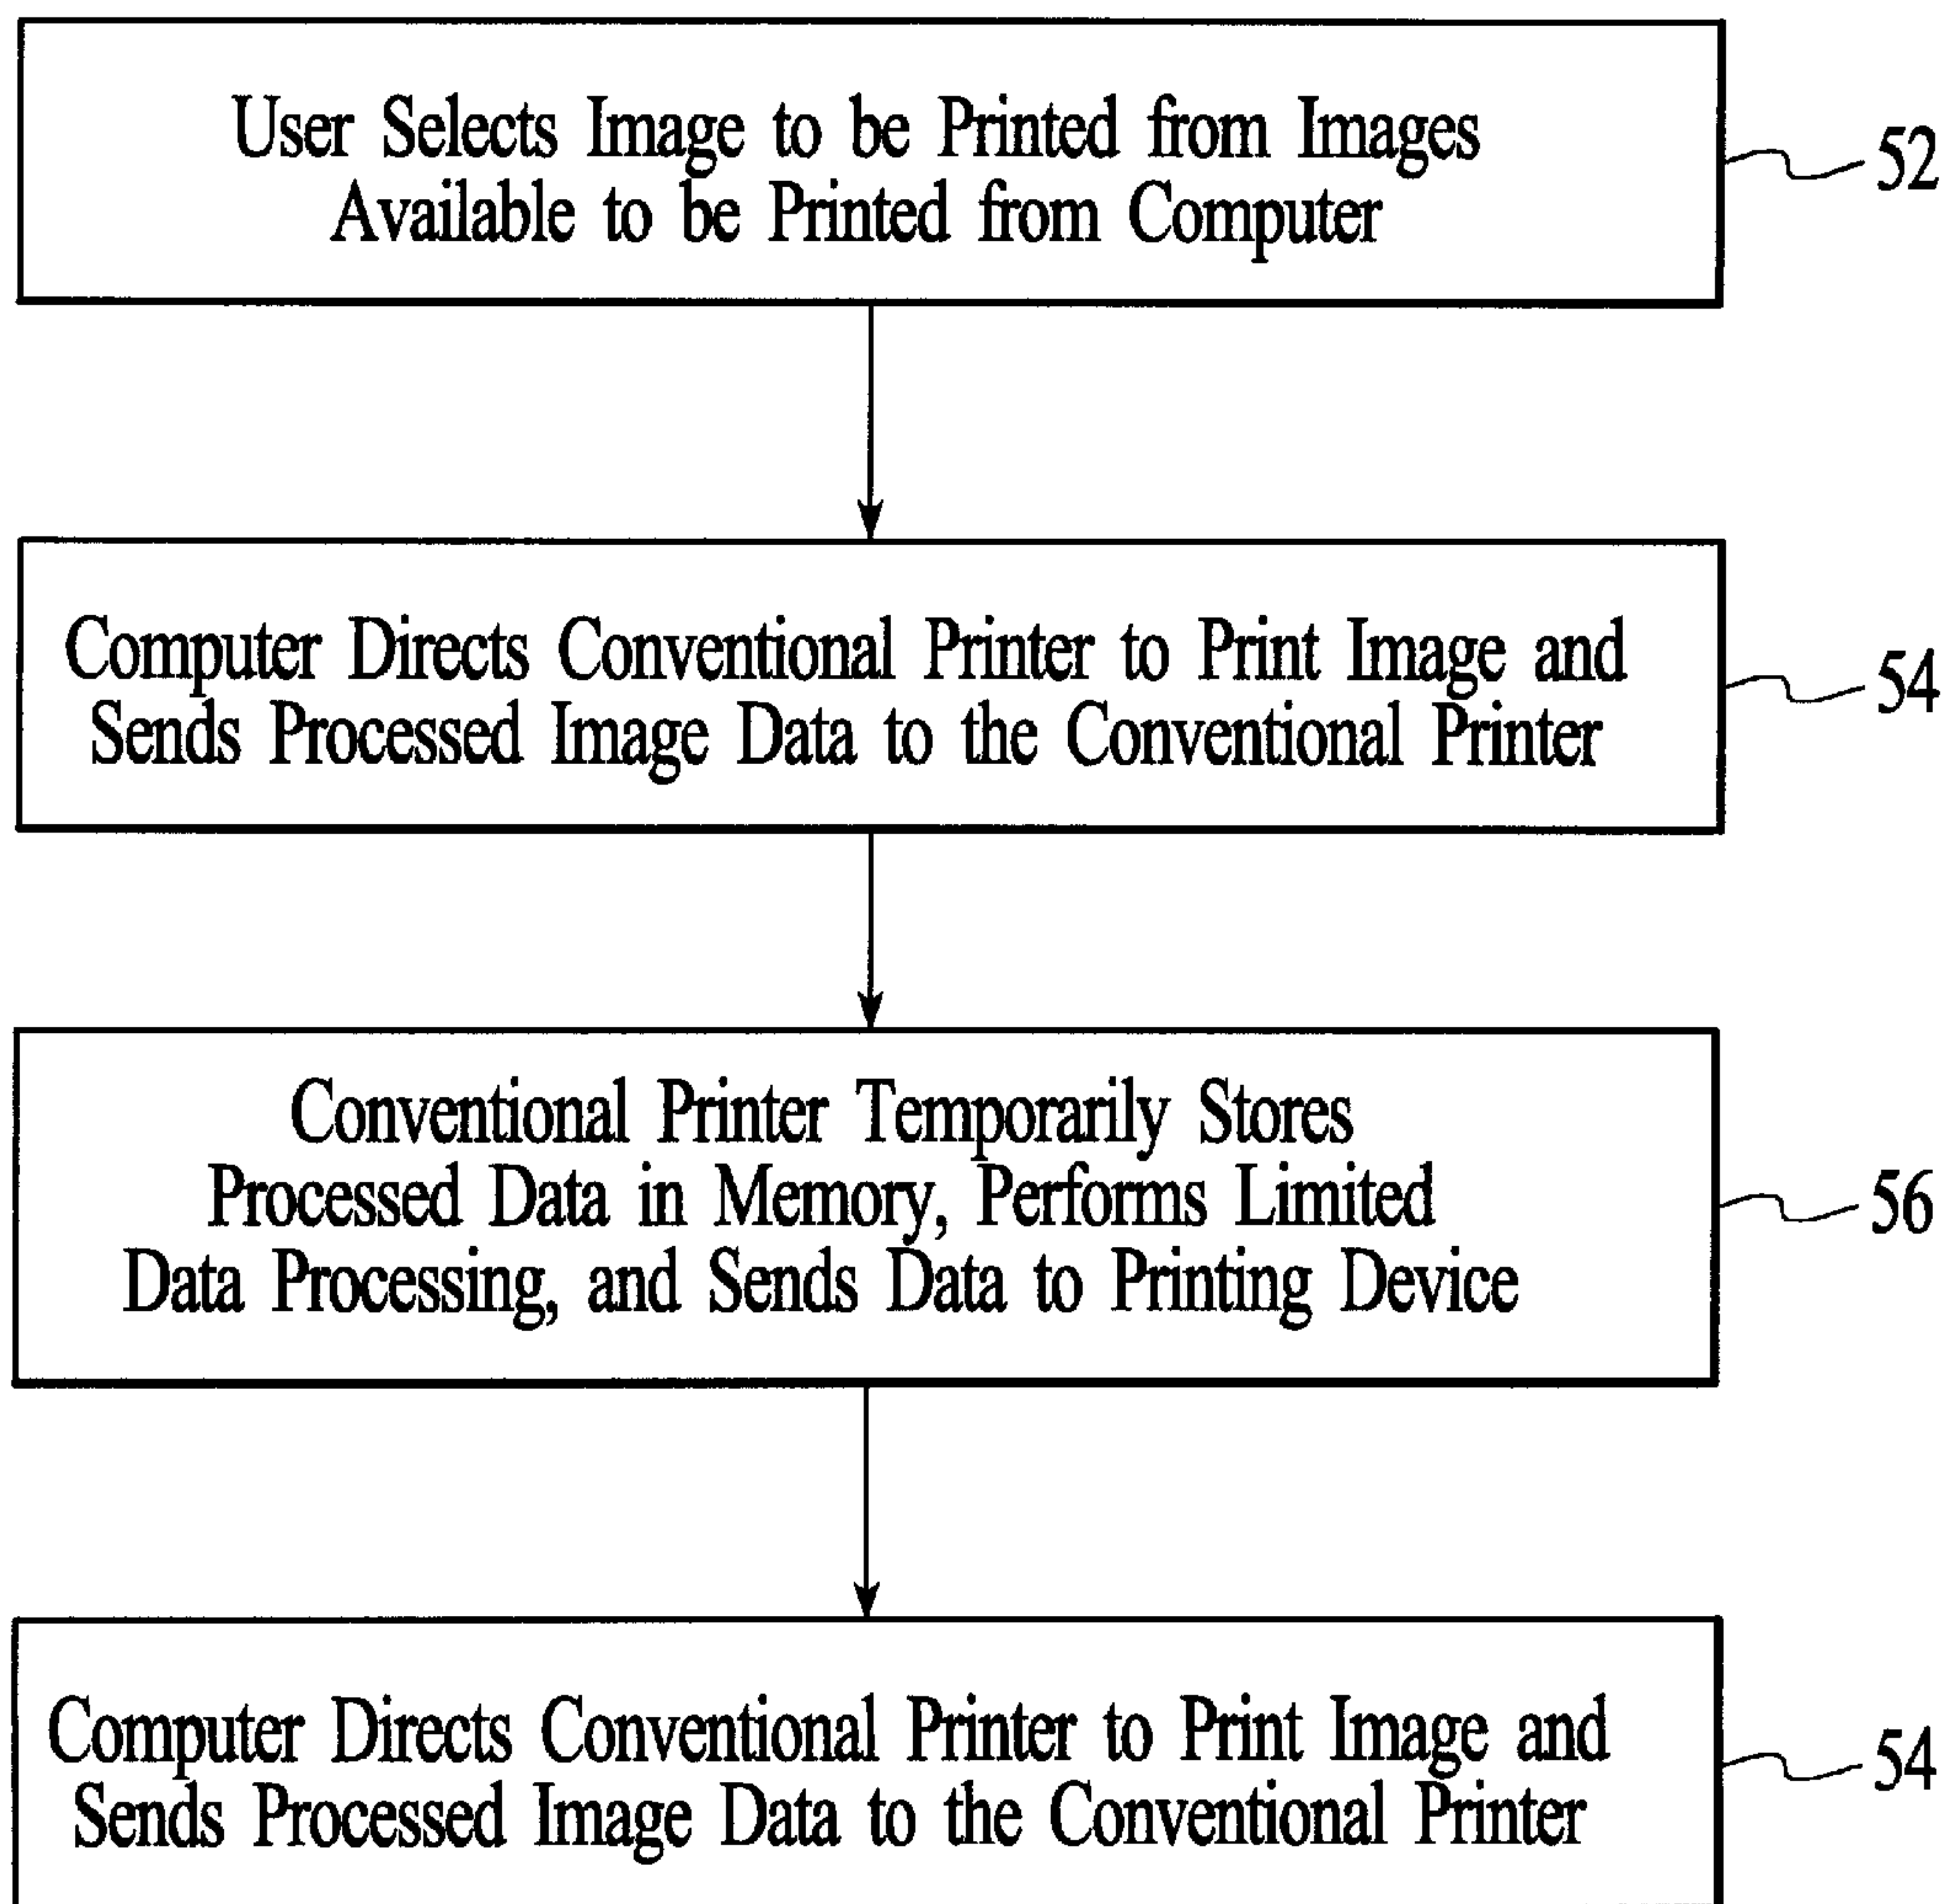 User Selects Image to be Printed from Images
Available to be Printed from Computer
52
Computer Directs Conventional Printer to Print Image and
Sends Processed Image Data to the Conventional Printer
54
Conventional Printer Temporarily Stores
Processed Data in Memory, Performs Limited
Data Processing, and Sends Data to Printing Device
56
Computer Directs Conventional Printer to Print Image and
Sends Processed Image Data to the Conventional Printer
54